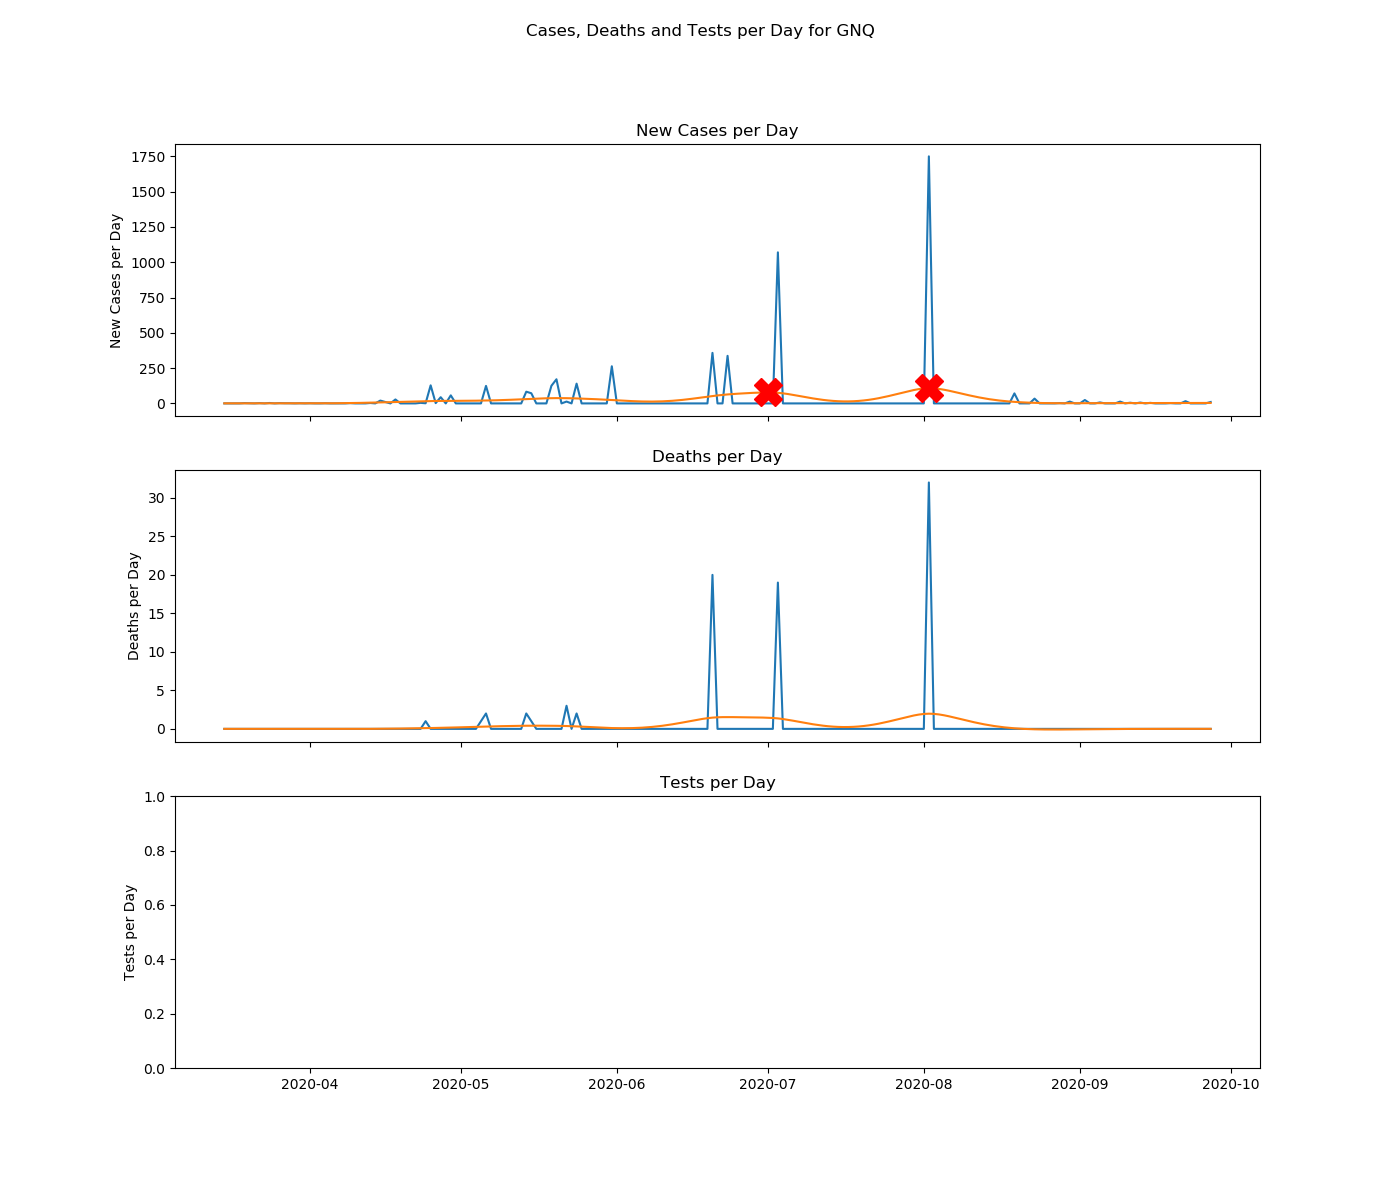 Cases, Deaths and Tests per Day for GNQ
New Cases per Day
New Cases per Day
1750
1500
1250
1000
750
500
250
0
Deaths per Day
Deaths per Day
30
25
20
15
10
5
0
Tests per Day
Tests per Day
1.0
0.8
0.6
0.4
0.2
0.0
2020-04 2020-05 2020-06 2020-07 2020-08 2020-09 2020-10